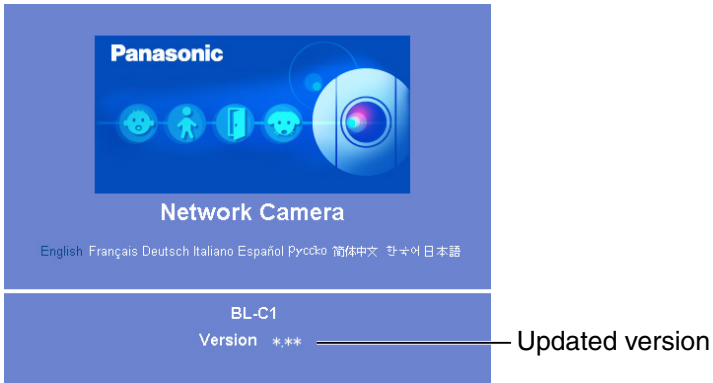 Panasonic
Network Camera
English Français Deutsch Italiano Español Русско 简体中文 한국어 日本語
BL-C1
Version *.** Updated version